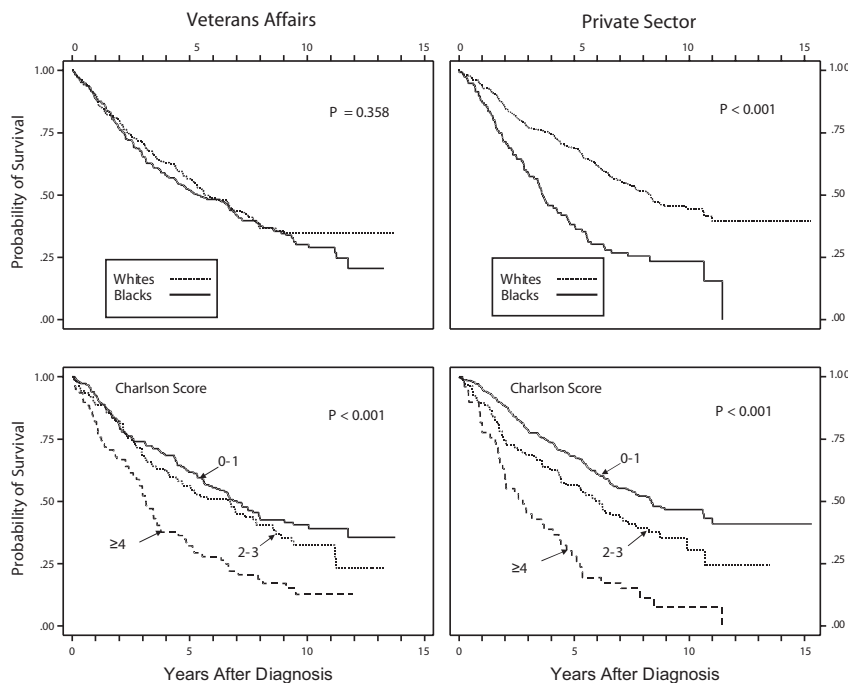 Veterans Affairs
Private Sector
0 5 10 15
0 5 10 15
1.00
.75
.50
.25
.00
Probability of Survival
P = 0.358
Whites
Blacks
P < 0.001
Whites
Blacks
1.00
.75
.50
.25
.00
1.00
.75
.50
.25
.00
Probability of Survival
Charlson Score
P < 0.001
0-1
2-3
≥4
Charlson Score
P < 0.001
0-1
2-3
≥4
1.00
.75
.50
.25
.00
0 5 10 15
0 5 10 15
Years After Diagnosis
Years After Diagnosis